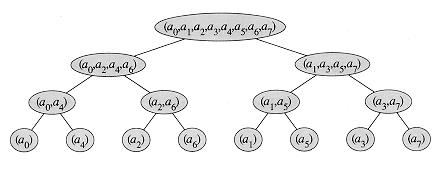 (a₀,a₁,a₂,a₃,a₄,a₅,a₆,a₇)
(a₀,a₂,a₄,a₆) (a₁,a₃,a₅,a₇)
(a₀,a₄) (a₂,a₆) (a₁,a₅) (a₃,a₇)
(a₀) (a₄) (a₂) (a₆) (a₁) (a₅) (a₃) (a₇)